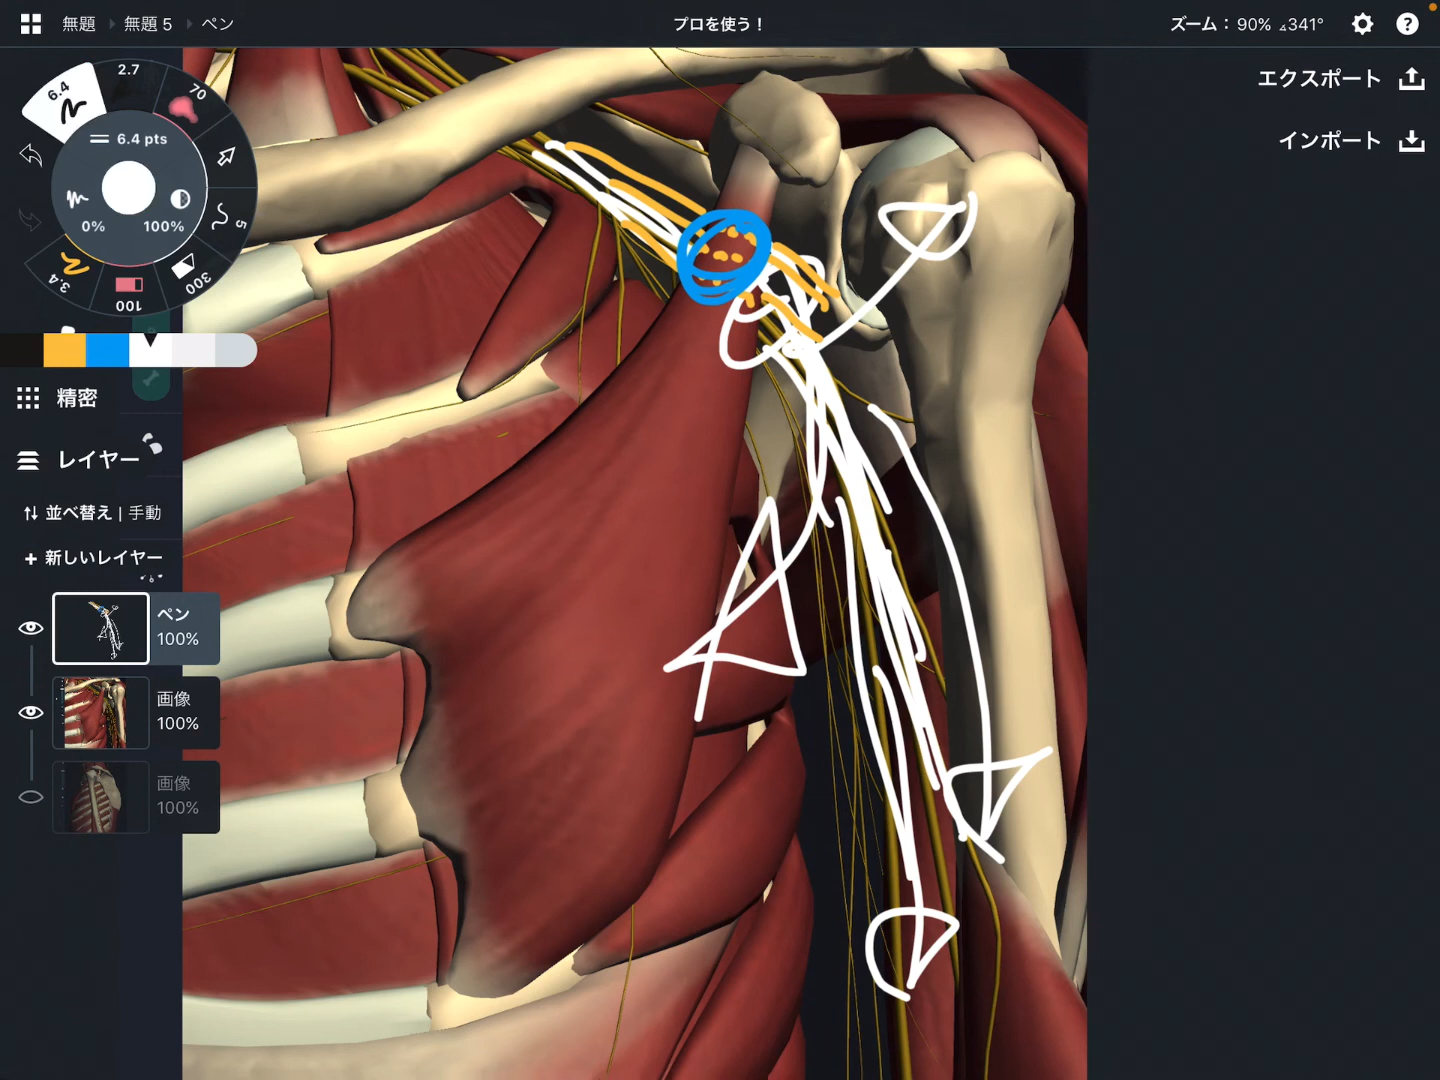 無題 無題 5 ペン
プロを使う！
ズーム： 90% ⦟341°
エクスポート
インポート
2.7
6.4
70
6.4 pts
0% 100%
5
3.4
100
300
精密
レイヤー
並べ替え | 手動
+ 新しいレイヤー
ペン
100%
画像
100%
画像
100%